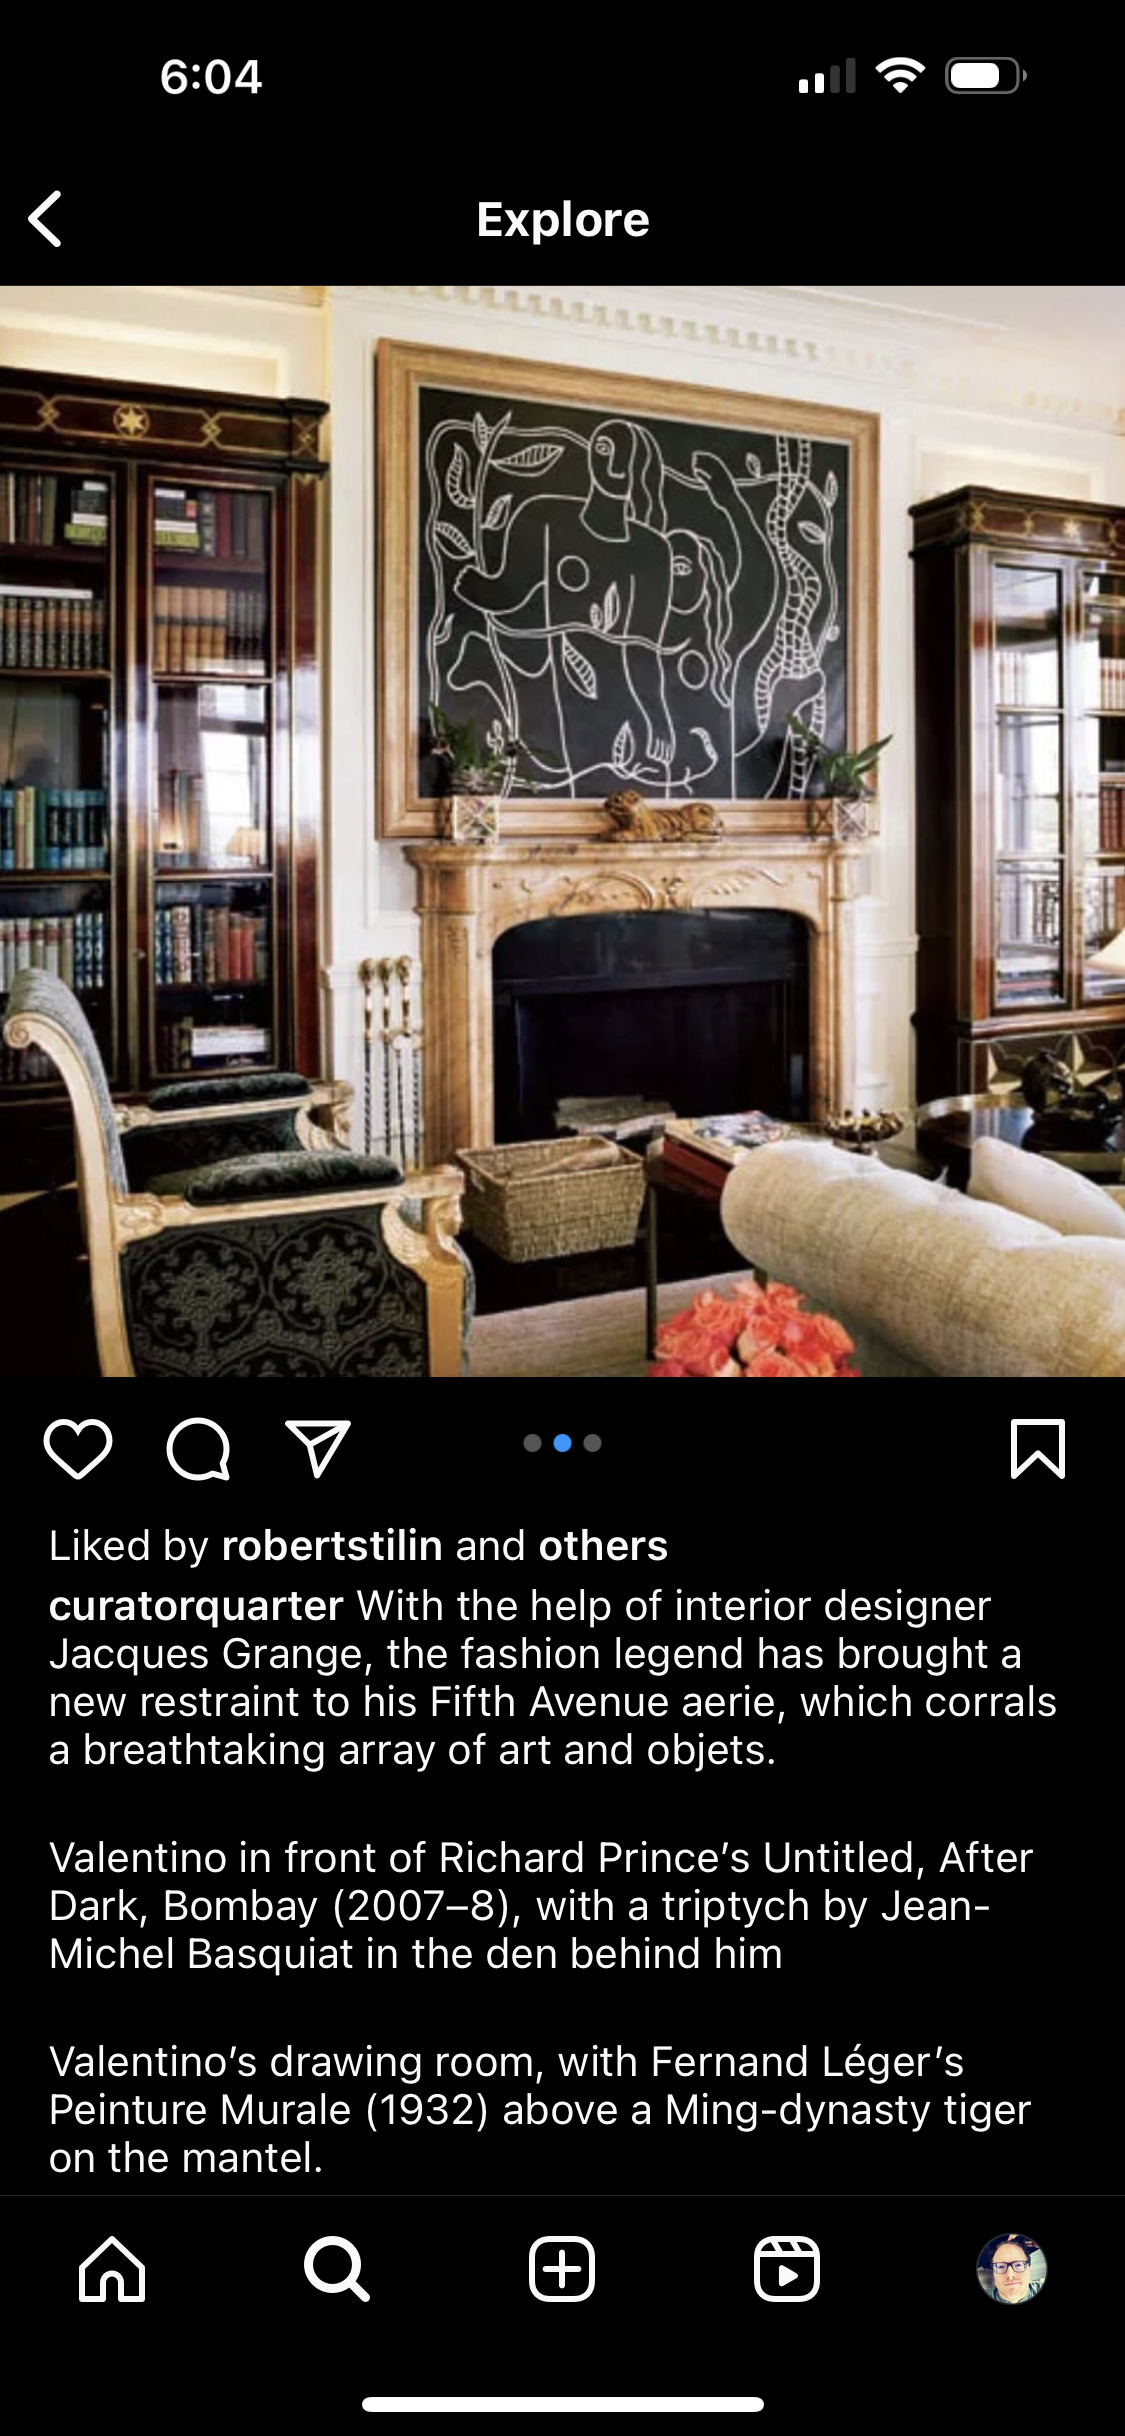 6:04
Explore
Liked by robertstilin and others
curatorquarter With the help of interior designer
Jacques Grange, the fashion legend has brought a
new restraint to his Fifth Avenue aerie, which corrals
a breathtaking array of art and objets.
Valentino in front of Richard Prince’s Untitled, After
Dark, Bombay (2007–8), with a triptych by Jean-
Michel Basquiat in the den behind him
Valentino’s drawing room, with Fernand Léger’s
Peinture Murale (1932) above a Ming-dynasty tiger
on the mantel.